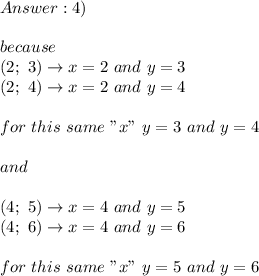 Answer : 4)
because
(2; 3) → x = 2 and y = 3
(2; 4) → x = 2 and y = 4
for this same "x" y = 3 and y = 4
and
(4; 5) → x = 4 and y = 5
(4; 6) → x = 4 and y = 6
for this same "x" y = 5 and y = 6